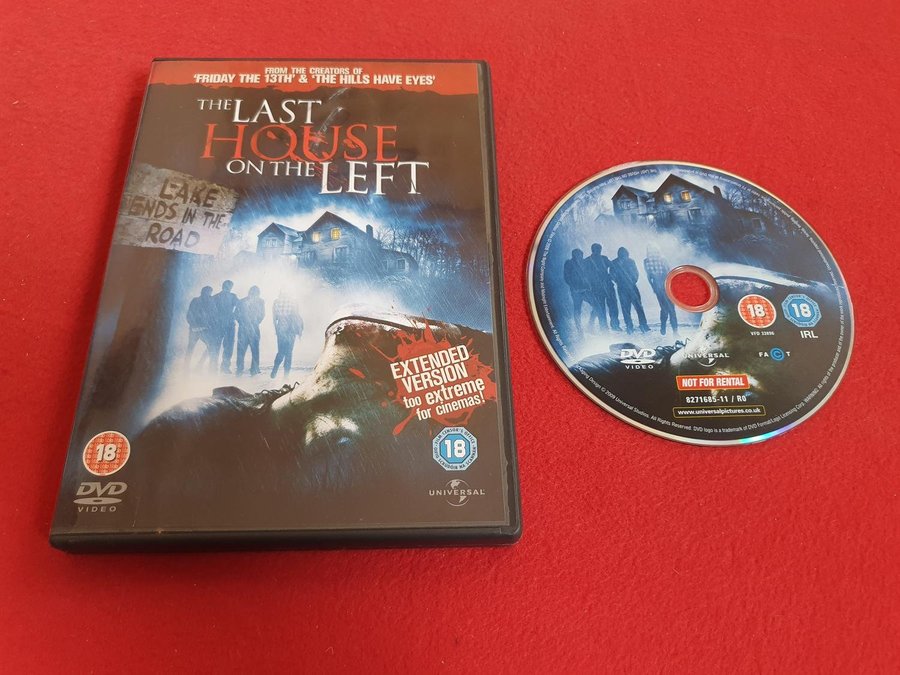 FROM THE CREATORS OF
'FRIDAY THE 13TH' & 'THE HILLS HAVE EYES'
THE LAST
HOUSE
ON THE LEFT
LAKE
ENDS IN THE
ROAD
EXTENDED
VERSION
too extreme
for cinemas!
18
18
DVD
VIDEO
UNIVERSAL
18
18
IRL
DVD
VIDEO
UNIVERSAL
FACT
NOT FOR RENTAL
8271685-11 / R0
www.universalpictures.co.uk